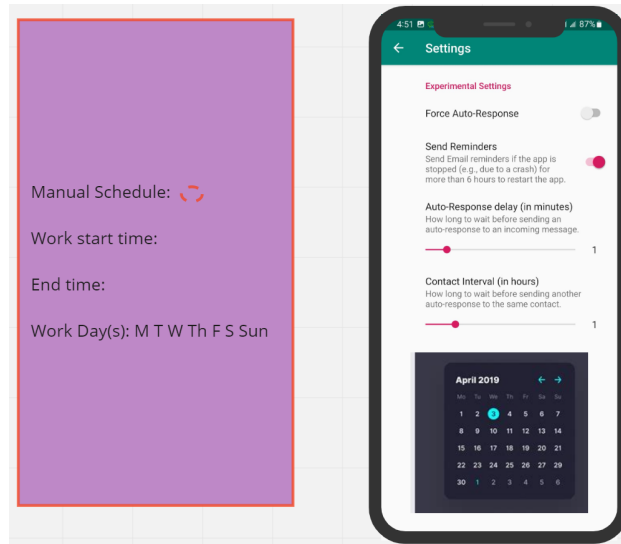 Manual Schedule:
Work start time:
End time:
Work Day(s): M T W Th F S Sun
4:51 87%
Settings
Experimental Settings
Force Auto-Response
Send Reminders
Send Email reminders if the app is
stopped (e.g., due to a crash) for
more than 6 hours to restart the app.
Auto-Response delay (in minutes)
How long to wait before sending an
auto-response to an incoming message.
1
Contact Interval (in hours)
How long to wait before sending another
auto-response to the same contact.
1
April 2019
Mo Tu We Th Fr Sa Su
1 2 3 4 5 6 7
8 9 10 11 12 13 14
15 16 17 18 19 20 21
22 23 24 25 26 27 29
30 1 2 3 4 5 6